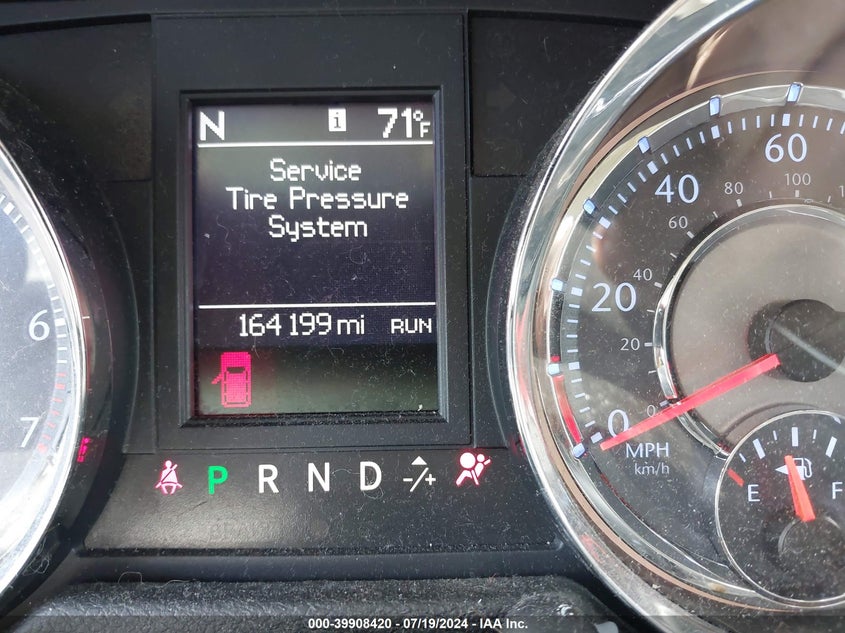 N i 71°F
Service
Tire Pressure
System
164199 mi RUN
P R N D -/+
6
7
0 20 40 60
0 20 40 60 80 100
MPH
km/h
E F
000-39908420 - 07/19/2024 - IAA Inc.